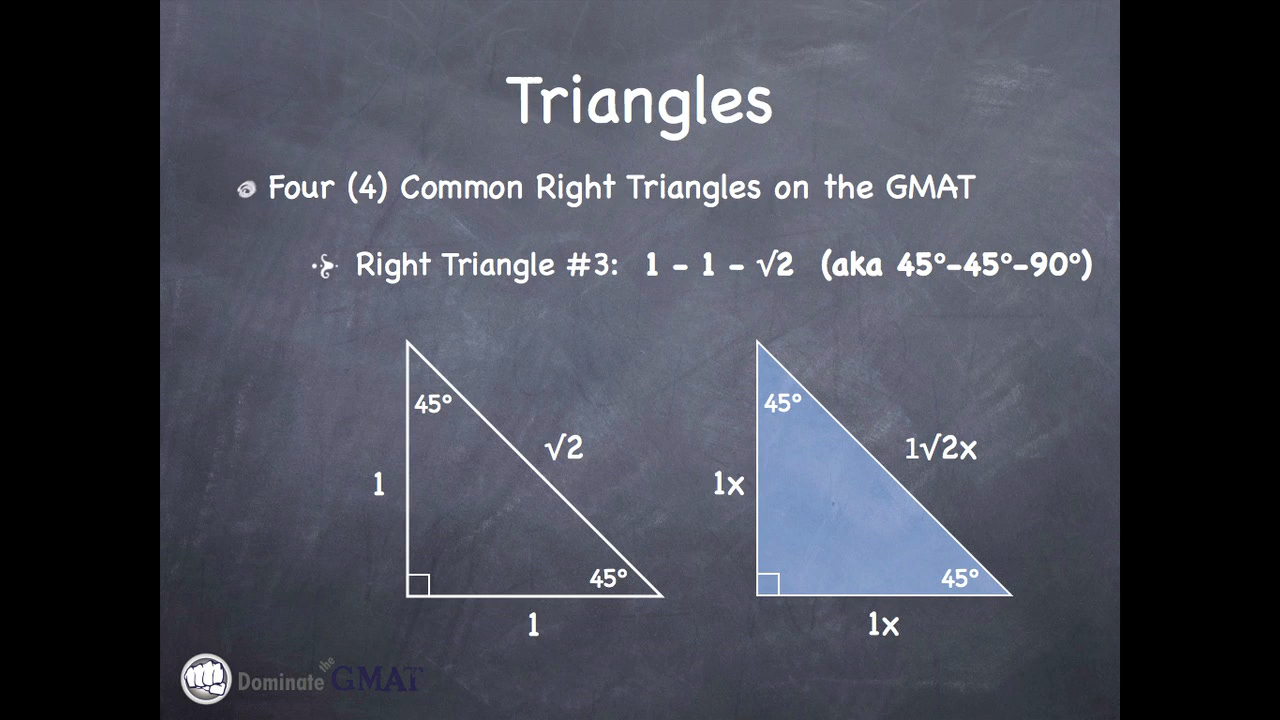 Triangles
Four (4) Common Right Triangles on the GMAT
Right Triangle #3: 1 - 1 - √2 (aka 45°-45°-90°)
45°
√2
1
45°
1
45°
1√2x
1x
45°
1x
Dominate the GMAT